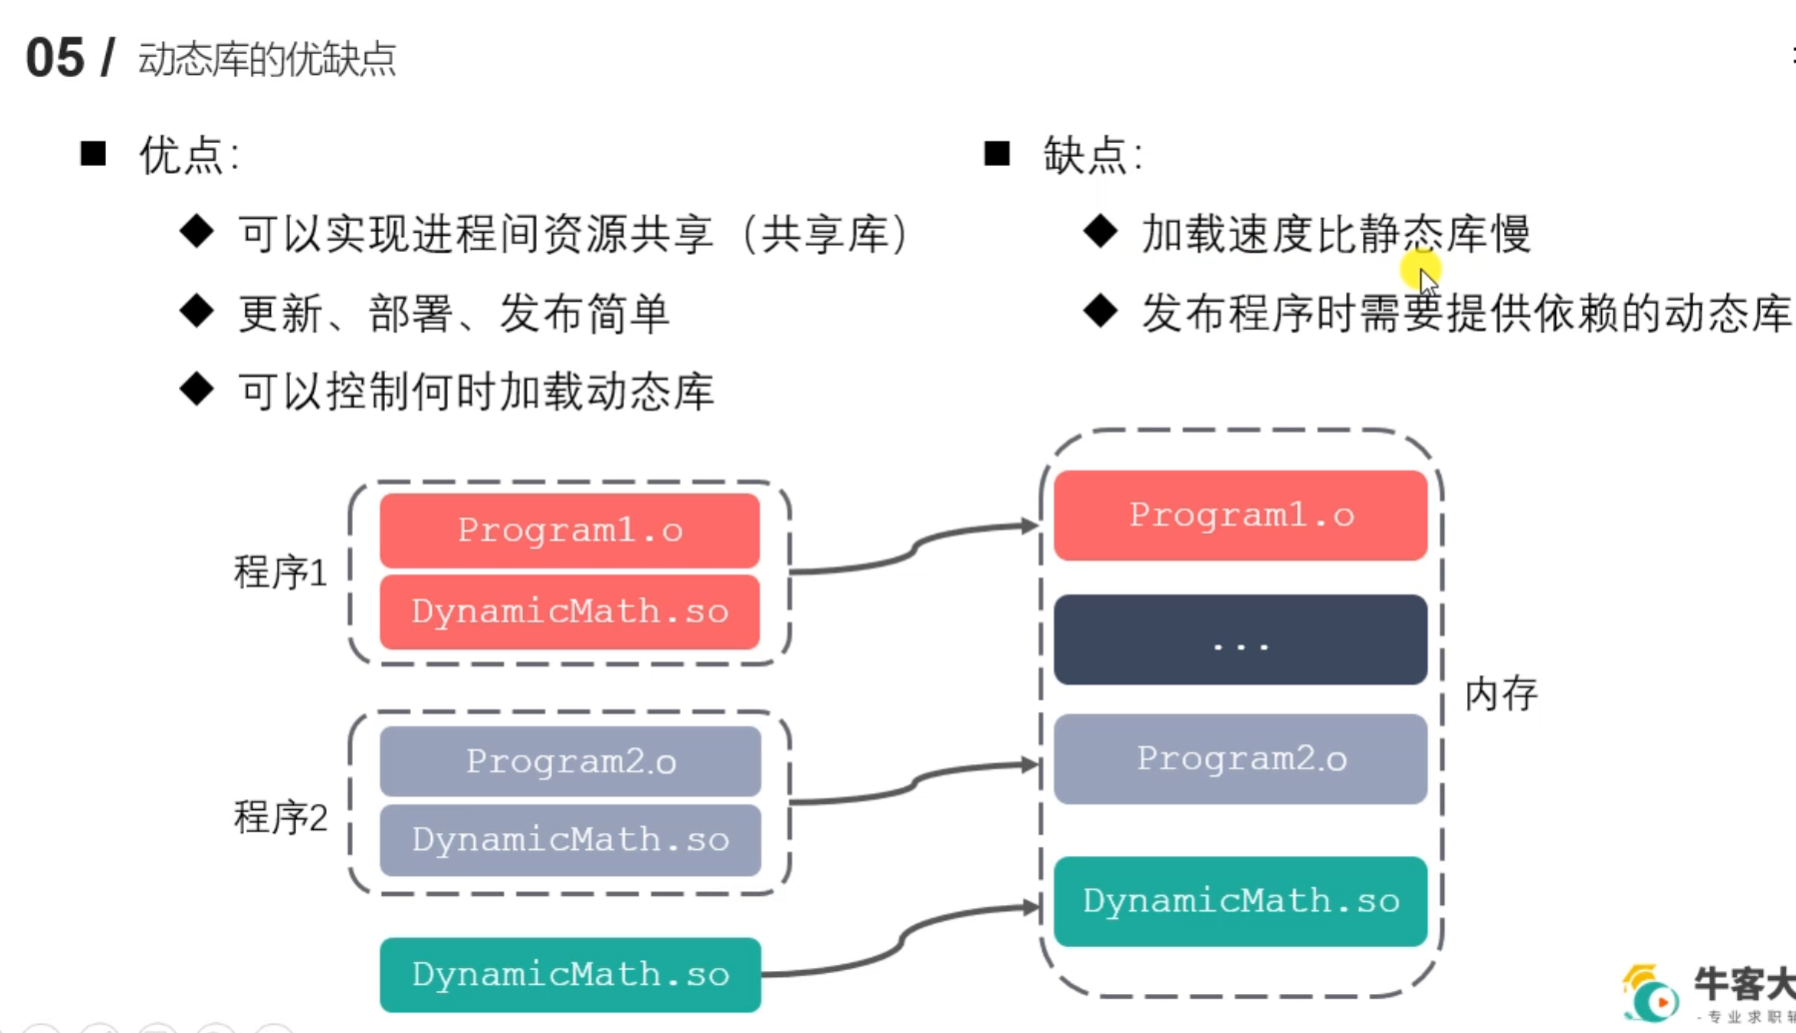 05 / 动态库的优缺点
优点：
可以实现进程间资源共享（共享库）
更新、部署、发布简单
可以控制何时加载动态库
缺点：
加载速度比静态库慢
发布程序时需要提供依赖的动态库
程序1
Program1.o
DynamicMath.so
程序2
Program2.o
DynamicMath.so
DynamicMath.so
Program1.o
...
Program2.o
DynamicMath.so
内存
牛客大
-专业求职